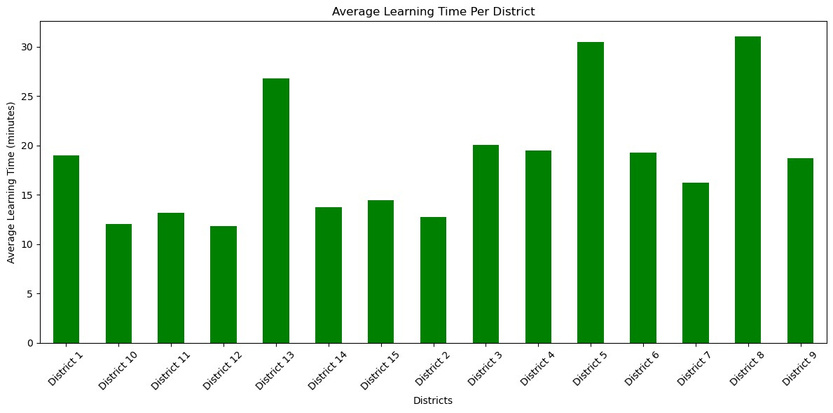 Average Learning Time Per District
Average Learning Time (minutes)
30
25
20
15
10
5
0
District 1
District 10
District 11
District 12
District 13
District 14
District 15
District 2
District 3
District 4
District 5
District 6
District 7
District 8
District 9
Districts